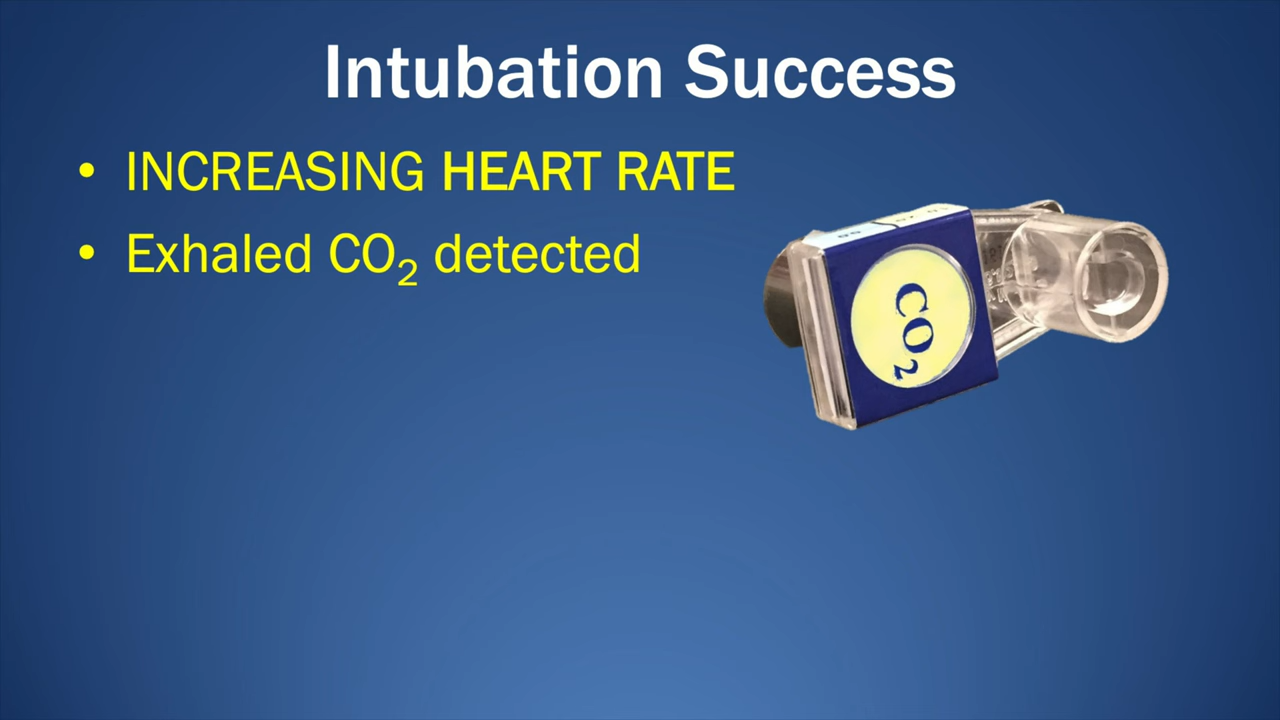 Intubation Success
• INCREASING HEART RATE
• Exhaled CO₂ detected
CO₂